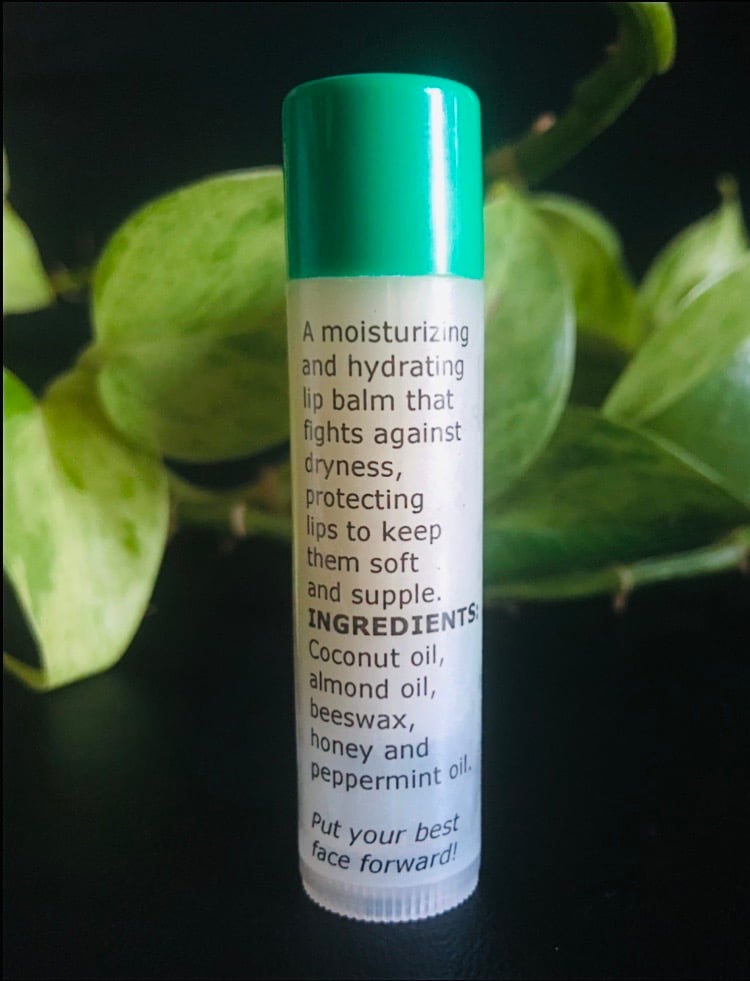 A moisturizing
and hydrating
lip balm that
fights against
dryness,
protecting
lips to keep
them soft
and supple.
INGREDIENTS:
Coconut oil,
almond oil,
beeswax,
honey and
peppermint oil.
Put your best
face forward!